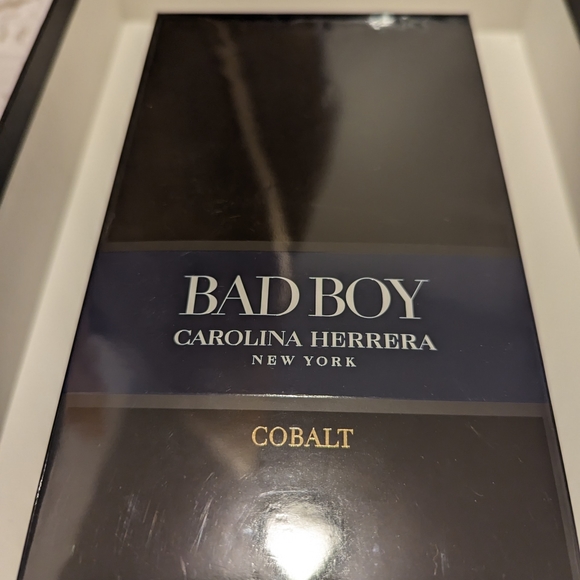 BAD BOY
CAROLINA HERRERA
NEW YORK
COBALT